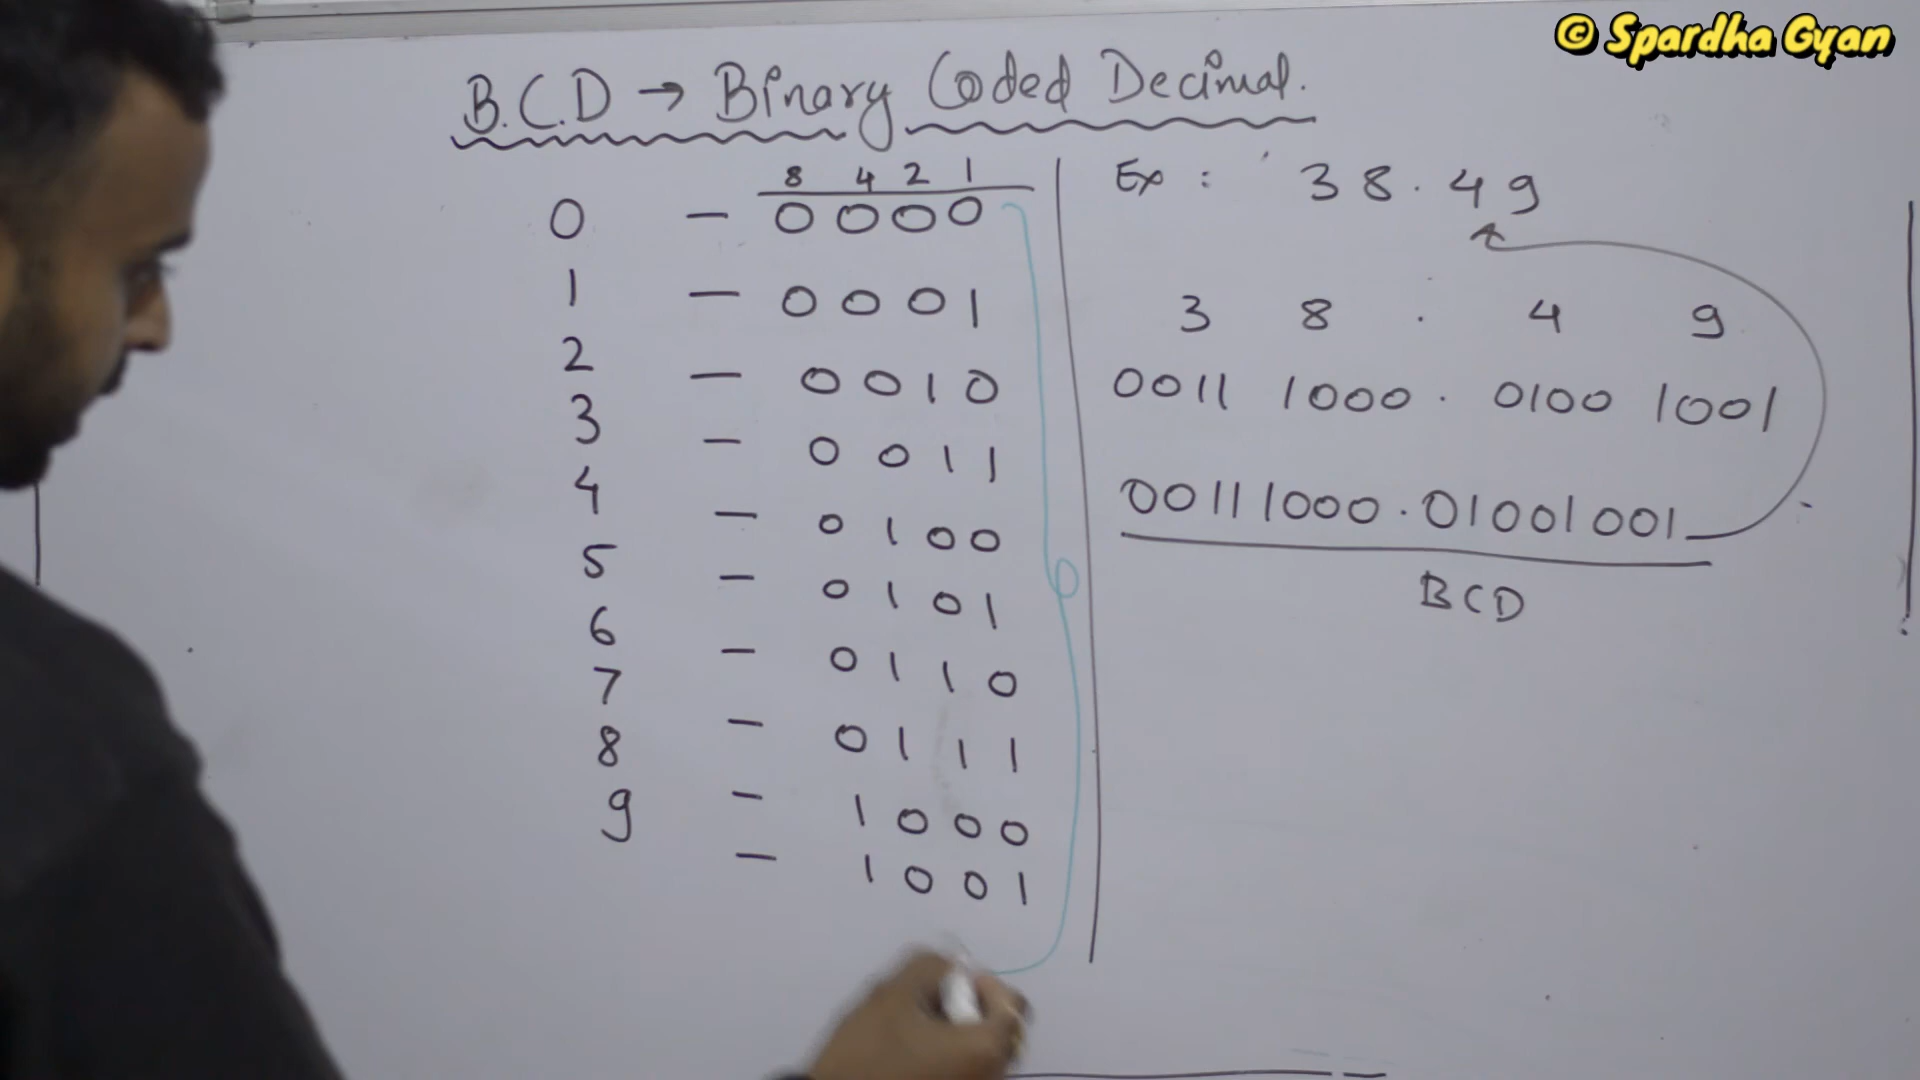 © Spardha Gyan
B.C.D → Binary Coded Decimal.
8 4 2 1
0 - 0000
1 - 0001
2 - 0010
3 - 0011
4 - 0100
5 - 0101
6 - 0110
7 - 0111
8 - 1000
9 - 1001
Ex : 38.49
3 8 . 4 9
0011 1000 . 0100 1001
00111000.01001001
BCD